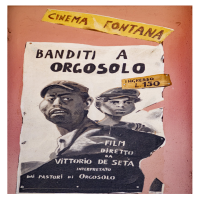 CINEMA FONTANA
BANDITI A
ORGOSOLO
INGRESSO
L. 150
FILM
DIRETTO
DA
VITTORIO DE SETA
INTERPRETATO
DAI PASTORI DI ORGOSOLO